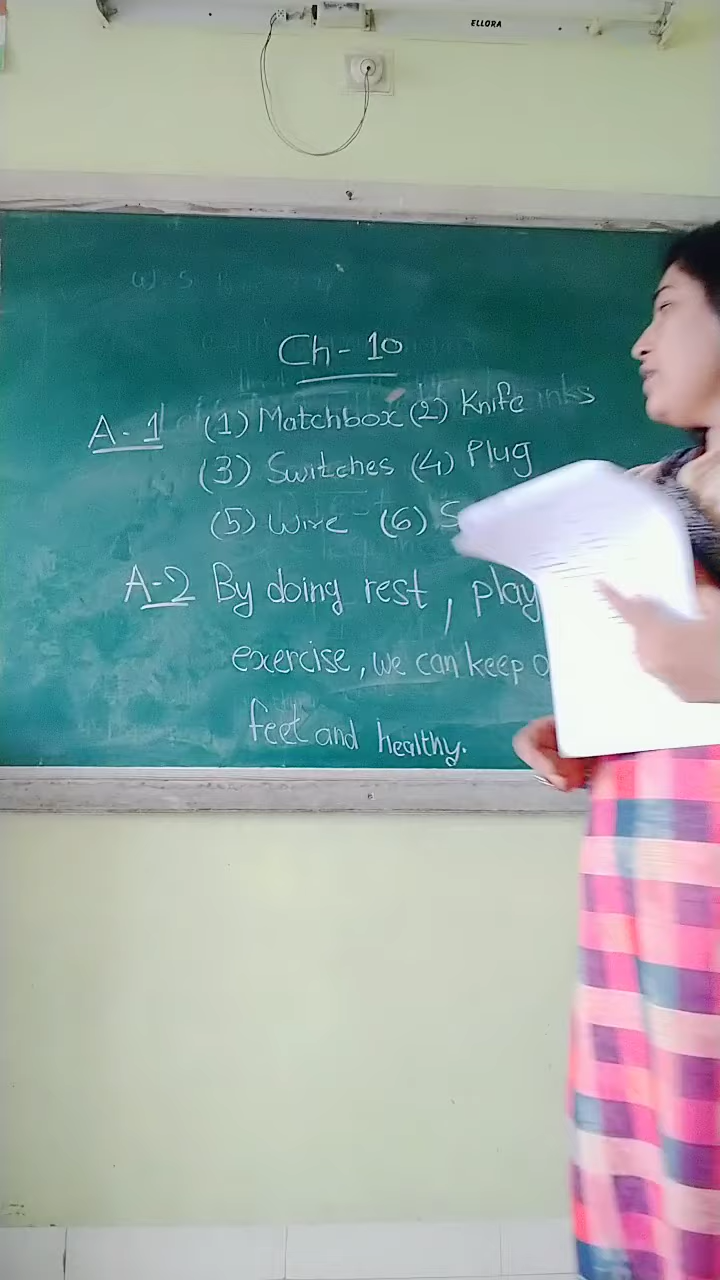 ELLORA
Ch - 10
A-1 (1) Matchbox (2) Knife
(3) Switches (4) Plug
(5) Wire (6) S
A-2 By doing rest, play
exercise, we can keep o
feet and healthy.